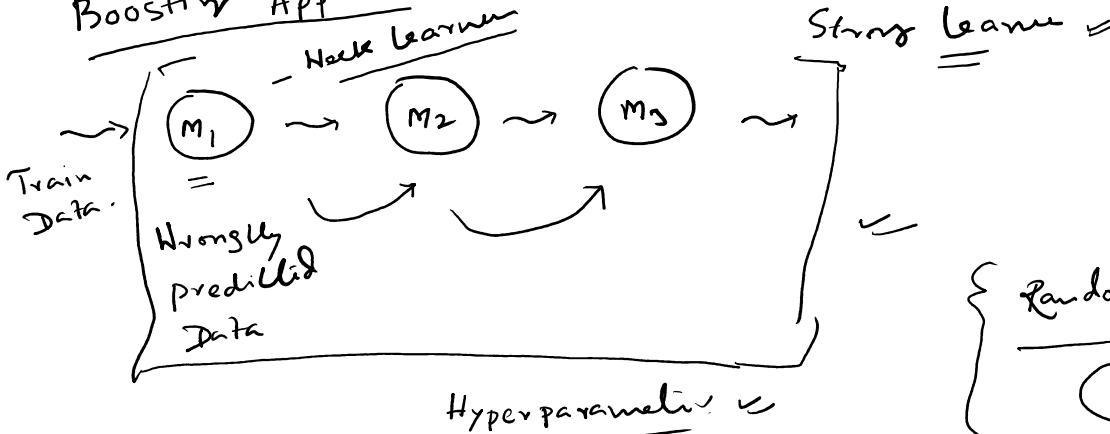 Boosting App
- Weak Learner
Strong Learner
M1
M2
M3
Train
Data.
Wrongly
predicted
Data
Rando
Hyperparameter